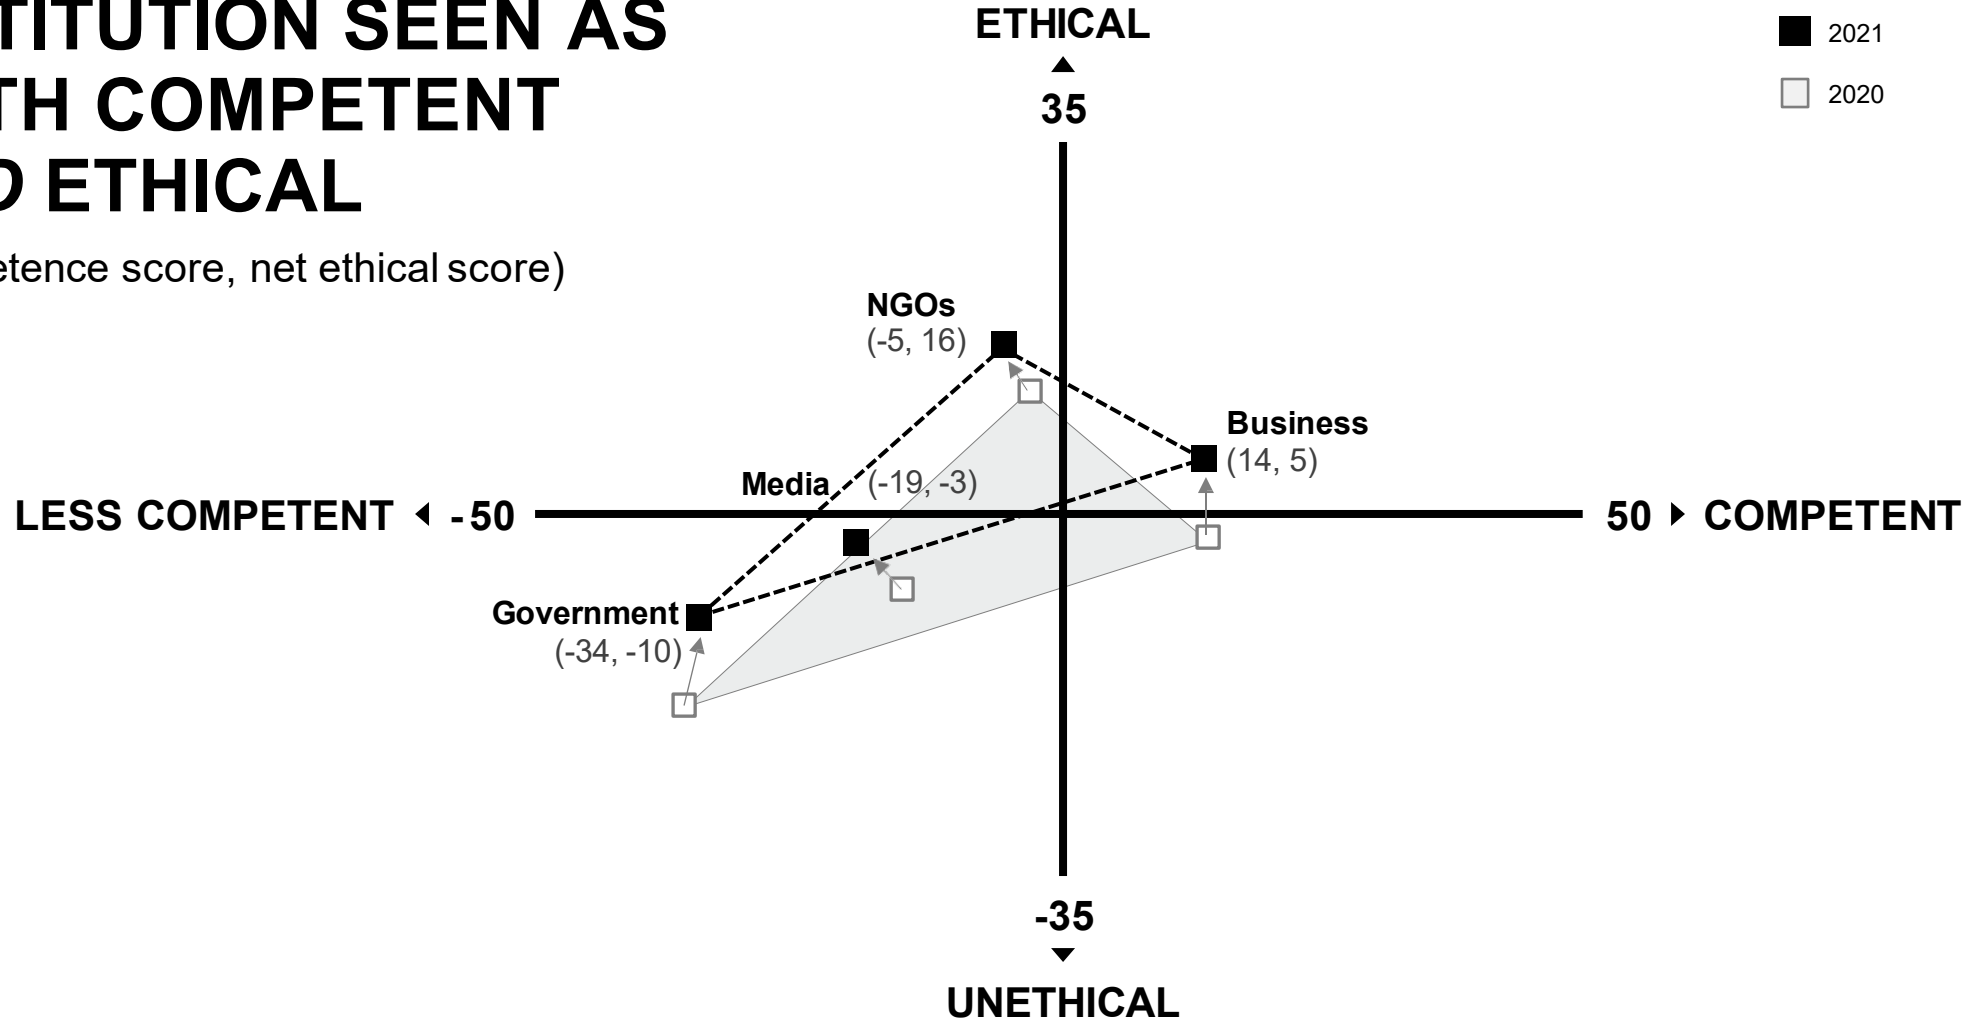 TITUTION SEEN AS
TH COMPETENT
D ETHICAL
etence score, net ethical score)
ETHICAL
35
2021
2020
NGOs
(-5, 16)
Business
(14, 5)
Media (-19, -3)
LESS COMPETENT -50
50 COMPETENT
Government
(-34, -10)
-35
UNETHICAL